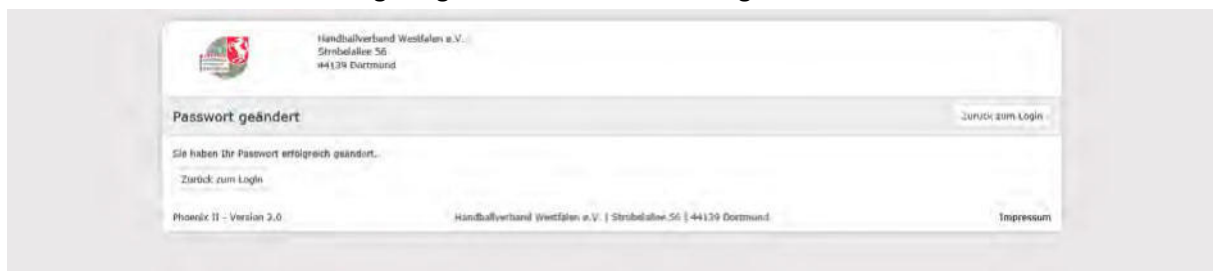 Handballverband Westfalen e.V.
Strobelallee 56
44139 Dortmund
Passwort geändert
Zurück zum Login
Sie haben Ihr Passwort erfolgreich geändert.
Zurück zum Login
Phoenix II - Version 2.0
Handballverband Westfalen e.V. | Strobelallee 56 | 44139 Dortmund
Impressum